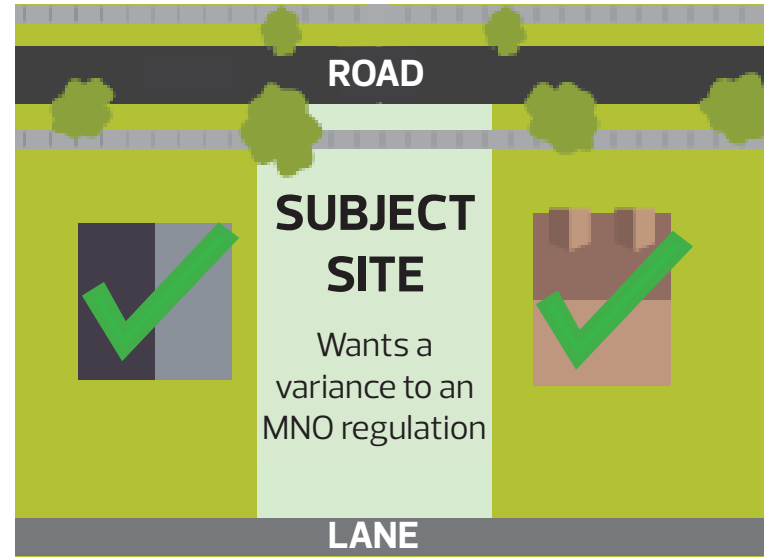 ROAD
SUBJECT
SITE
Wants a
variance to an
MNO regulation
LANE